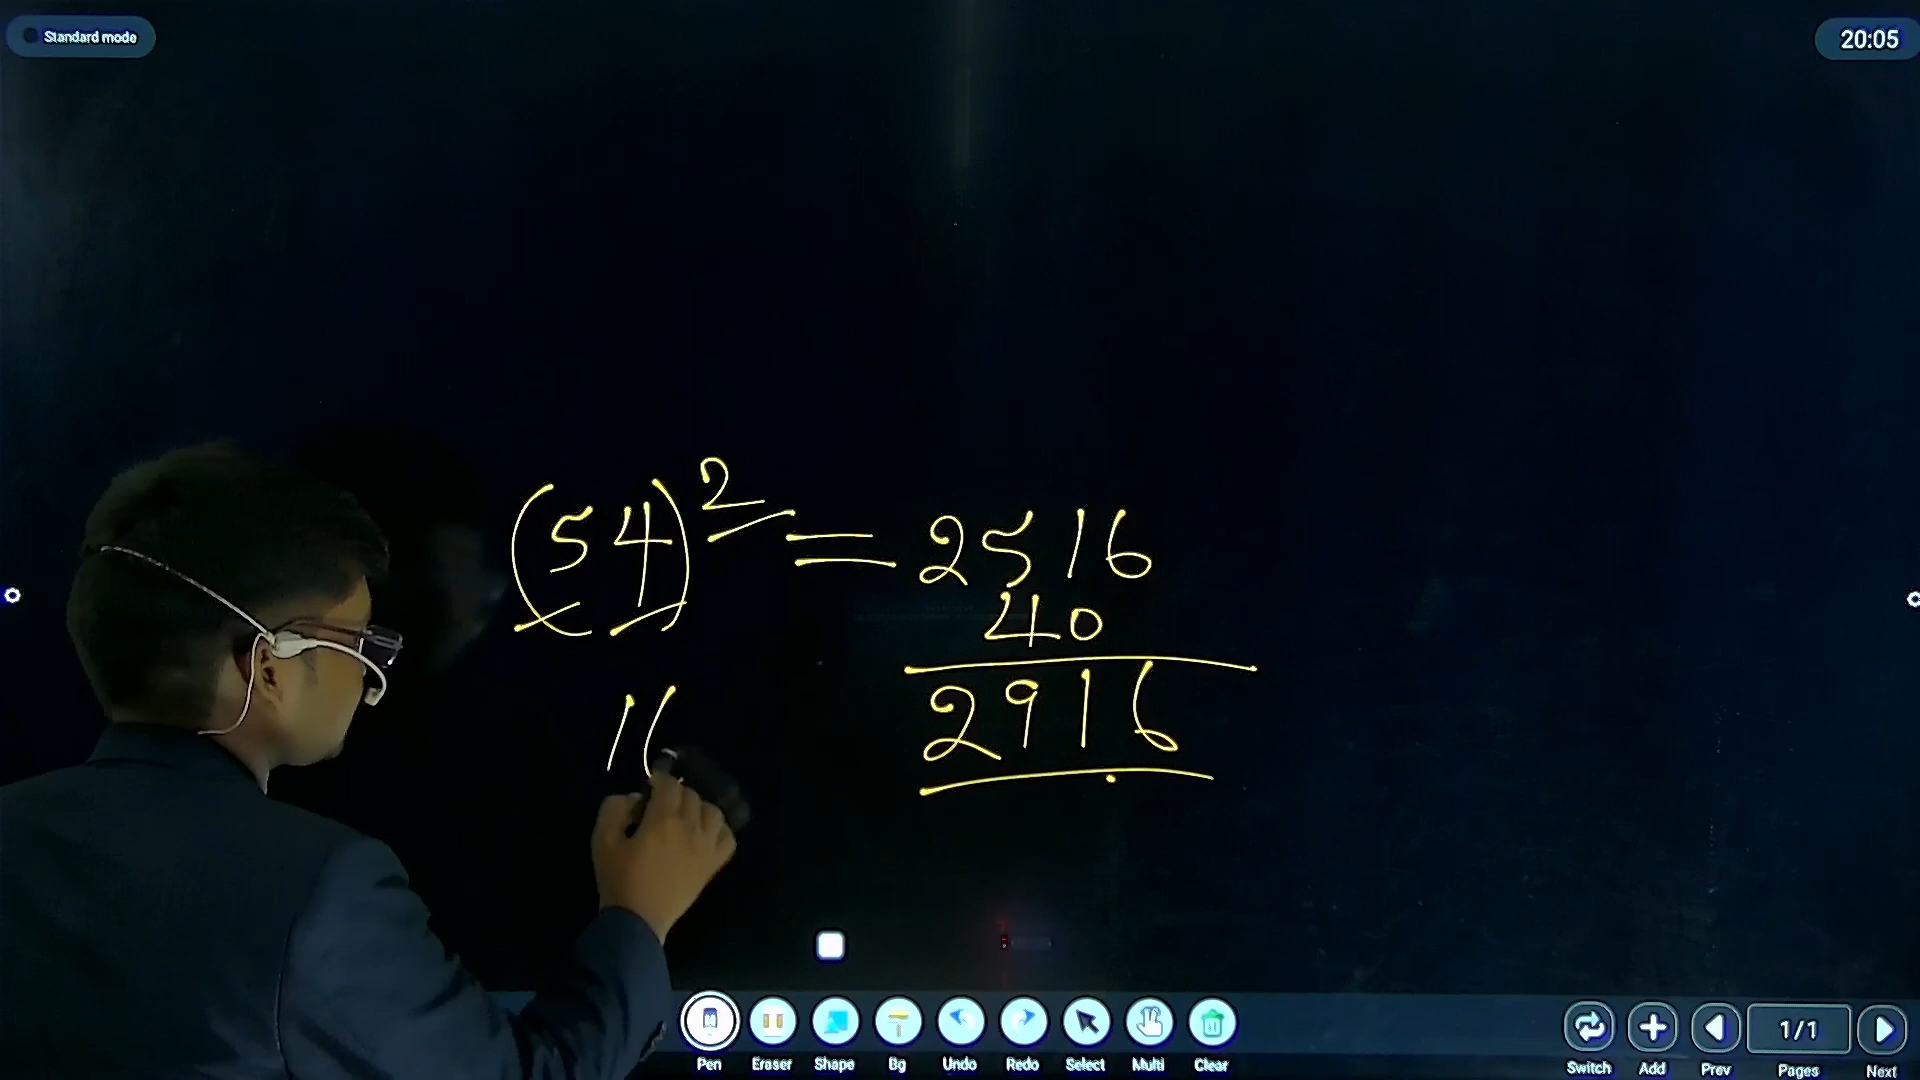 Standard mode
20:05
(54)² = 2516
40
2916
16
Pen Eraser Shape Bg Undo Redo Select Multi Clear
Switch Add Prev 1/1 Pages Next